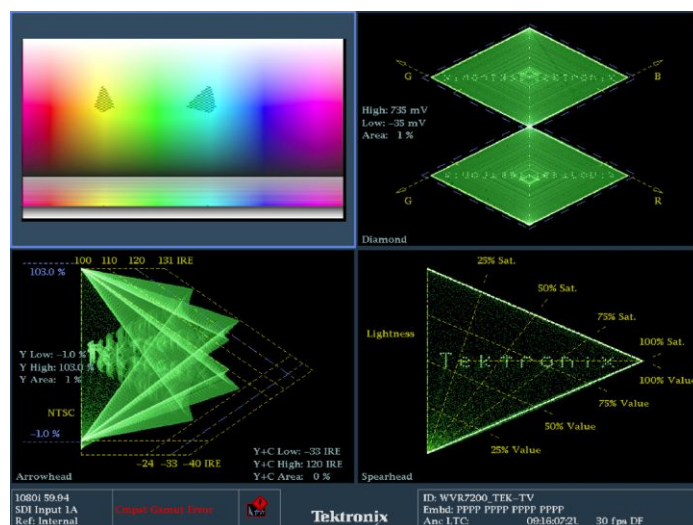 G
B
High: 735 mV
Low: -35 mV
Area: 1 %
G
R
Diamond
100 110 120 131 IRE
103.0 %
Y Low: -1.0 %
Y High: 103.0 %
Y Area: 1 %
NTSC
-1.0 %
-24 -33 -40 IRE
Y+C Low: -33 IRE
Y+C High: 120 IRE
Y+C Area: 0 %
Arrowhead
25% Sat.
50% Sat.
75% Sat.
Lightness
100% Sat.
Tektronix
100% Value
75% Value
50% Value
25% Value
Spearhead
1080i 59.94
SDI Input 1A
Ref: Internal
Cmpst Gamut Error
Tektronix
ID: WVR7200_TEK-TV
Embd: PPPP PPPP PPPP PPPP
Anc LTC: 09:16:07:21, 30 fps DF